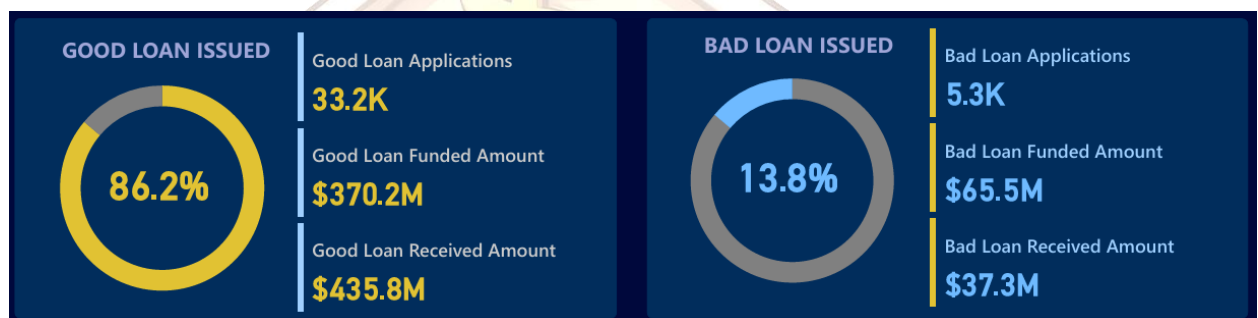 GOOD LOAN ISSUED
86.2%
Good Loan Applications
33.2K
Good Loan Funded Amount
$370.2M
Good Loan Received Amount
$435.8M
BAD LOAN ISSUED
13.8%
Bad Loan Applications
5.3K
Bad Loan Funded Amount
$65.5M
Bad Loan Received Amount
$37.3M